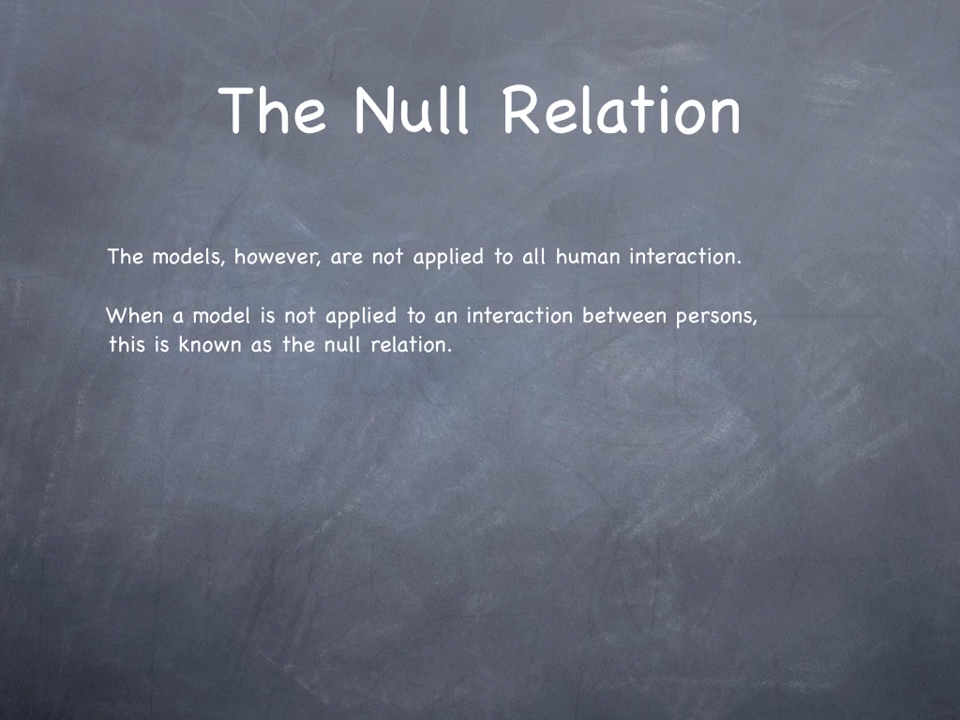 The Null Relation
The models, however, are not applied to all human interaction.
When a model is not applied to an interaction between persons,
this is known as the null relation.